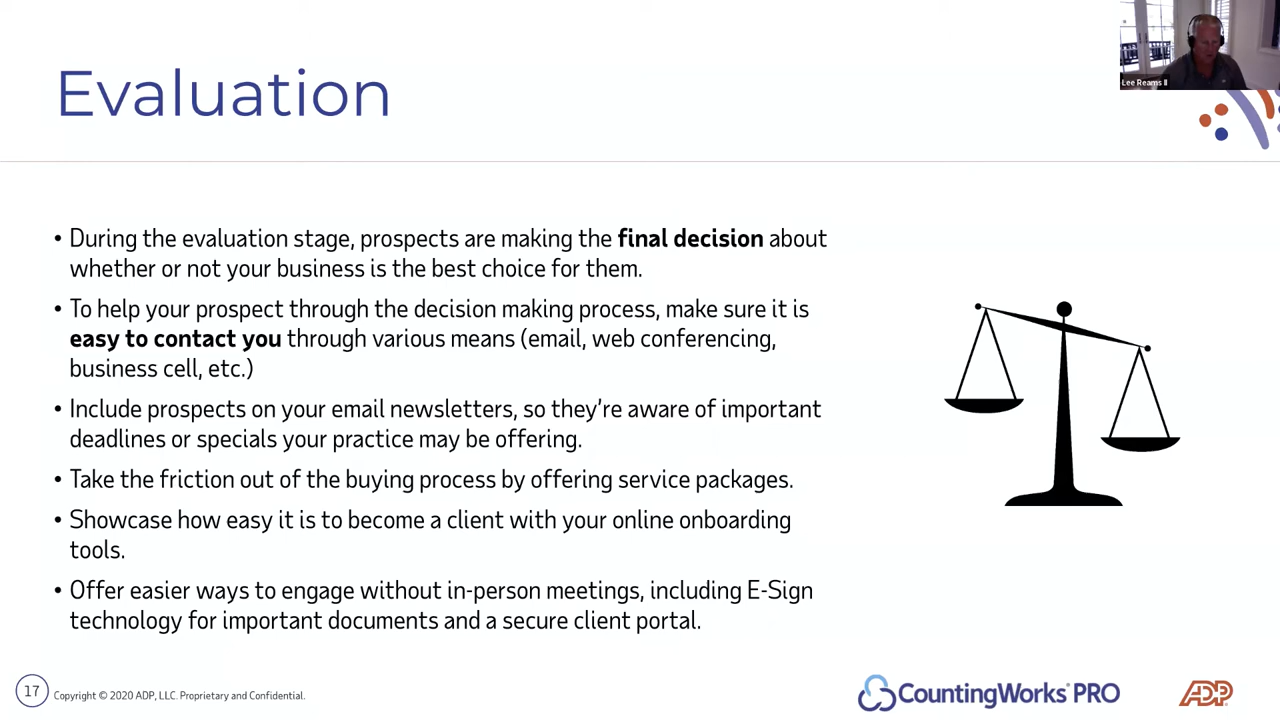 Lee Reams II
Evaluation
• During the evaluation stage, prospects are making the final decision about
whether or not your business is the best choice for them.
• To help your prospect through the decision making process, make sure it is
easy to contact you through various means (email, web conferencing,
business cell, etc.)
• Include prospects on your email newsletters, so they're aware of important
deadlines or specials your practice may be offering.
• Take the friction out of the buying process by offering service packages.
• Showcase how easy it is to become a client with your online onboarding
tools.
• Offer easier ways to engage without in-person meetings, including E-Sign
technology for important documents and a secure client portal.
17
Copyright © 2020 ADP, LLC. Proprietary and Confidential.
CountingWorks® PRO
ADP